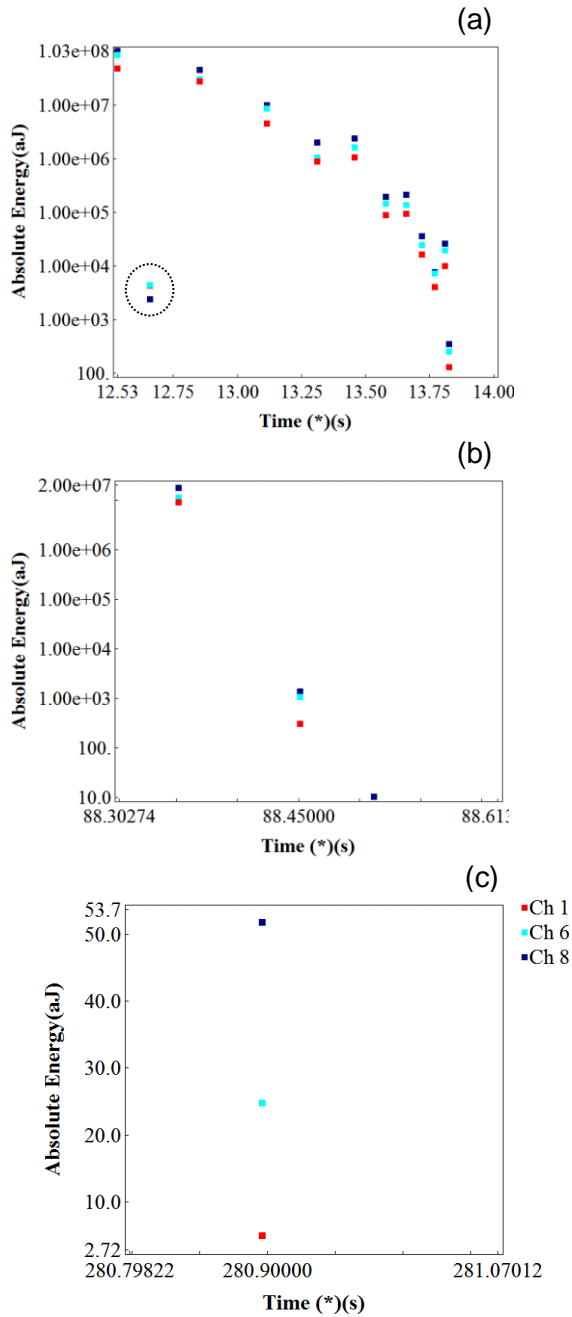 (a)
1.03e+08
1.00e+07
1.00e+06
1.00e+05
1.00e+04
1.00e+03
100.
Absolute Energy(aJ)
12.53 12.75 13.00 13.25 13.50 13.75 14.00
Time (*)(s)
(b)
2.00e+07
1.00e+06
1.00e+05
1.00e+04
1.00e+03
100.
10.0
Absolute Energy(aJ)
88.30274 88.45000 88.613
Time (*)(s)
(c)
53.7
50.0
40.0
30.0
20.0
10.0
2.72
Absolute Energy(aJ)
280.79822 280.90000 281.07012
Time (*)(s)
Ch 1
Ch 6
Ch 8